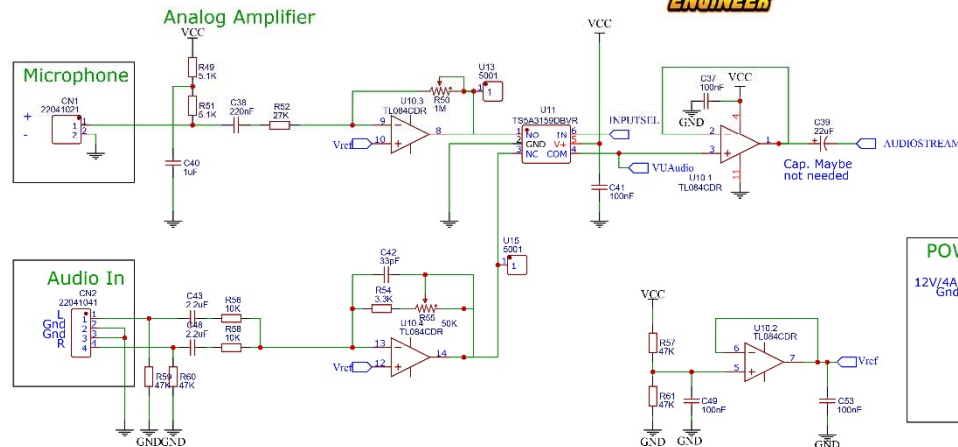 ENGINEER
Analog Amplifier
VCC
R49
5.1K
R51
5.1K
Microphone
CN1
22041021
+
-
1
2
C38
220nF
R52
27K
C40
1uF
R50
1M
U10.3
TL084CDR
9
10
8
Vref
U13
5001
1
U11
TS5A3159DBVR
1
2
3
NO
GND
NC
IN
V+
COM
6
5
4
INPUTSEL
VCC
VUAudio
C41
100nF
C37
100nF
VCC
GND
2
3
4
11
1
U10.1
TL084CDR
C39
22uF
+
AUDIOSTREAM
Cap. Maybe
not needed
Audio In
CN2
22041041
L
Gnd
Gnd
R
1
2
3
4
C43
2.2uF
C48
2.2uF
R56
10K
R58
10K
R59
47K
R60
47K
GND
GND
C42
33pF
R54
3.3K
R55
50K
U10.4
TL084CDR
13
12
14
Vref
U15
5001
1
VCC
R57
47K
R61
47K
GND
C49
100nF
GND
U10.2
TL084CDR
6
5
7
Vref
C53
100nF
GND
12V/4A
Gnd